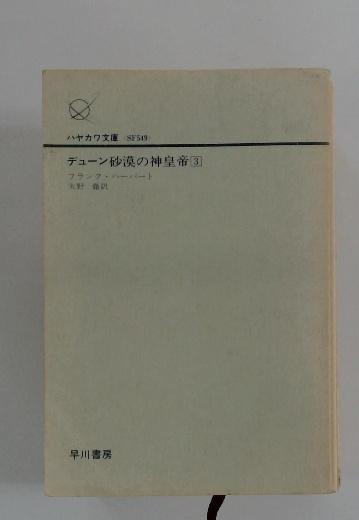 ハヤカワ文庫〈SF519〉
デューン砂漠の神皇帝③
フランク・ハーバート
矢野 徹訳
早川書房